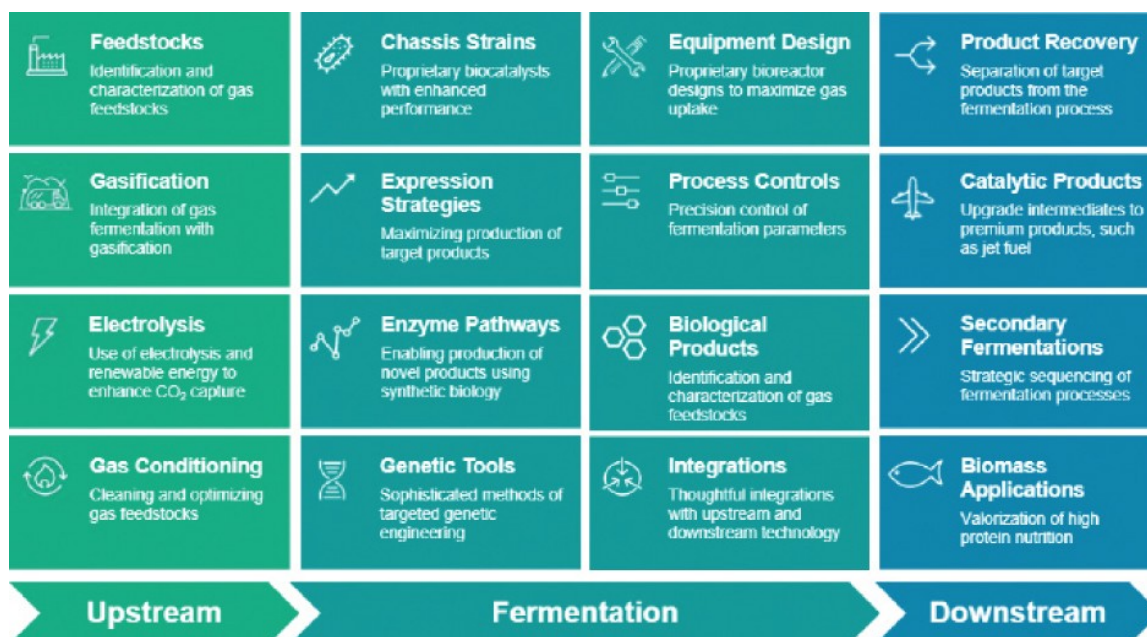 Feedstocks
Identification and
characterization of gas
feedstocks
Chassis Strains
Proprietary biocatalysts
with enhanced
performance
Equipment Design
Proprietary bioreactor
designs to maximize gas
uptake
Product Recovery
Separation of target
products from the
fermentation process
Gasification
Integration of gas
fermentation with
gasification
Expression
Strategies
Maximizing production of
target products
Process Controls
Precision control of
fermentation parameters
Catalytic Products
Upgrade intermediates to
premium products, such
as jet fuel
Electrolysis
Use of electrolysis and
renewable energy to
enhance CO₂ capture
Enzyme Pathways
Enabling production of
novel products using
synthetic biology
Biological
Products
Identification and
characterization of gas
feedstocks
Secondary
Fermentations
Strategic sequencing of
fermentation processes
Gas Conditioning
Cleaning and optimizing
gas feedstocks
Genetic Tools
Sophisticated methods of
targeted genetic
engineering
Integrations
Thoughtful integrations
with upstream and
downstream technology
Biomass
Applications
Valorization of high
protein nutrition
Upstream
Fermentation
Downstream